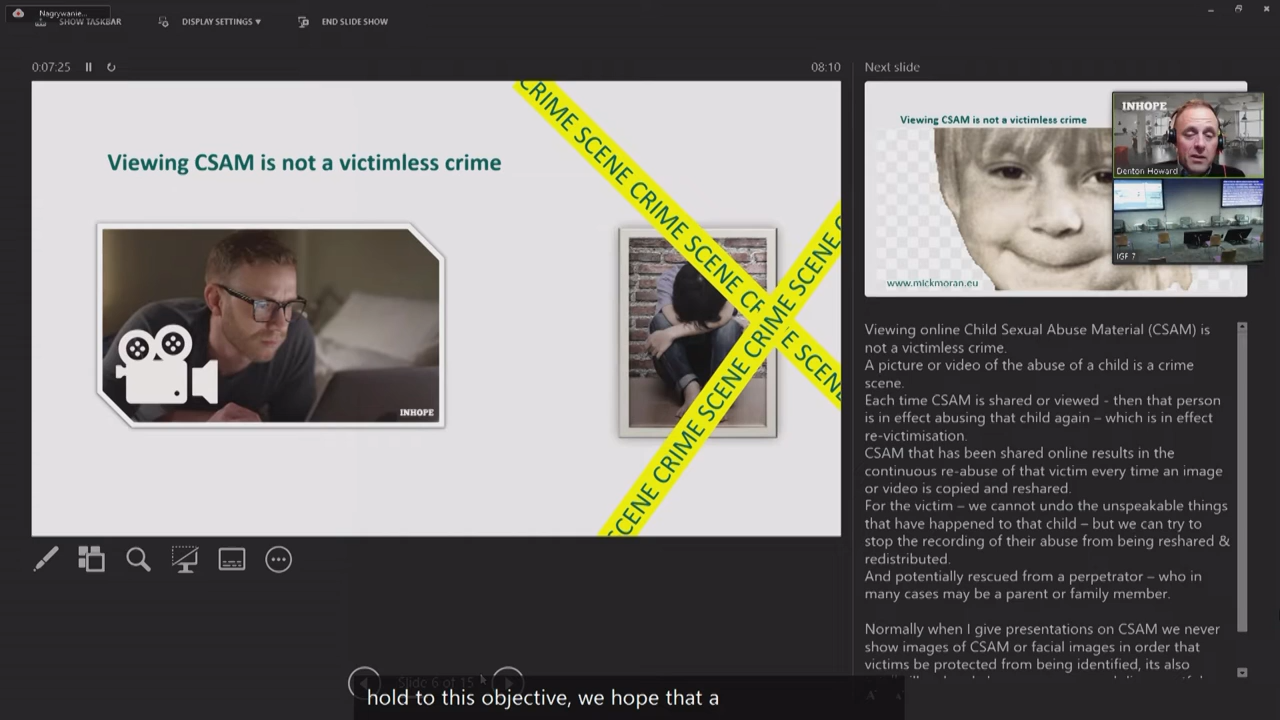 Nagrywanie...
SHOW TASKBAR
DISPLAY SETTINGS ▼
END SLIDE SHOW
0:07:25
08:10
Next slide
Viewing CSAM is not a victimless crime
CRIME SCENE CRIME SCENE CRIME SCENE CRIME SCENE
SCENE CRIME SCENE CRIME SCENE
INHOPE
Viewing CSAM is not a victimless crime
www.mickmoran.eu
INHOPE
Denton Howard
IGF 7
Viewing online Child Sexual Abuse Material (CSAM) is
not a victimless crime.
A picture or video of the abuse of a child is a crime
scene.
Each time CSAM is shared or viewed - then that person
is in effect abusing that child again – which is in effect
re-victimisation.
CSAM that has been shared online results in the
continuous re-abuse of that victim every time an image
or video is copied and reshared.
For the victim – we cannot undo the unspeakable things
that have happened to that child – but we can try to
stop the recording of their abuse from being reshared &
redistributed.
And potentially rescued from a perpetrator – who in
many cases may be a parent or family member.
Normally when I give presentations on CSAM we never
show images of CSAM or facial images in order that
victims be protected from being identified, its also
Slide 6 of 15
hold to this objective, we hope that a